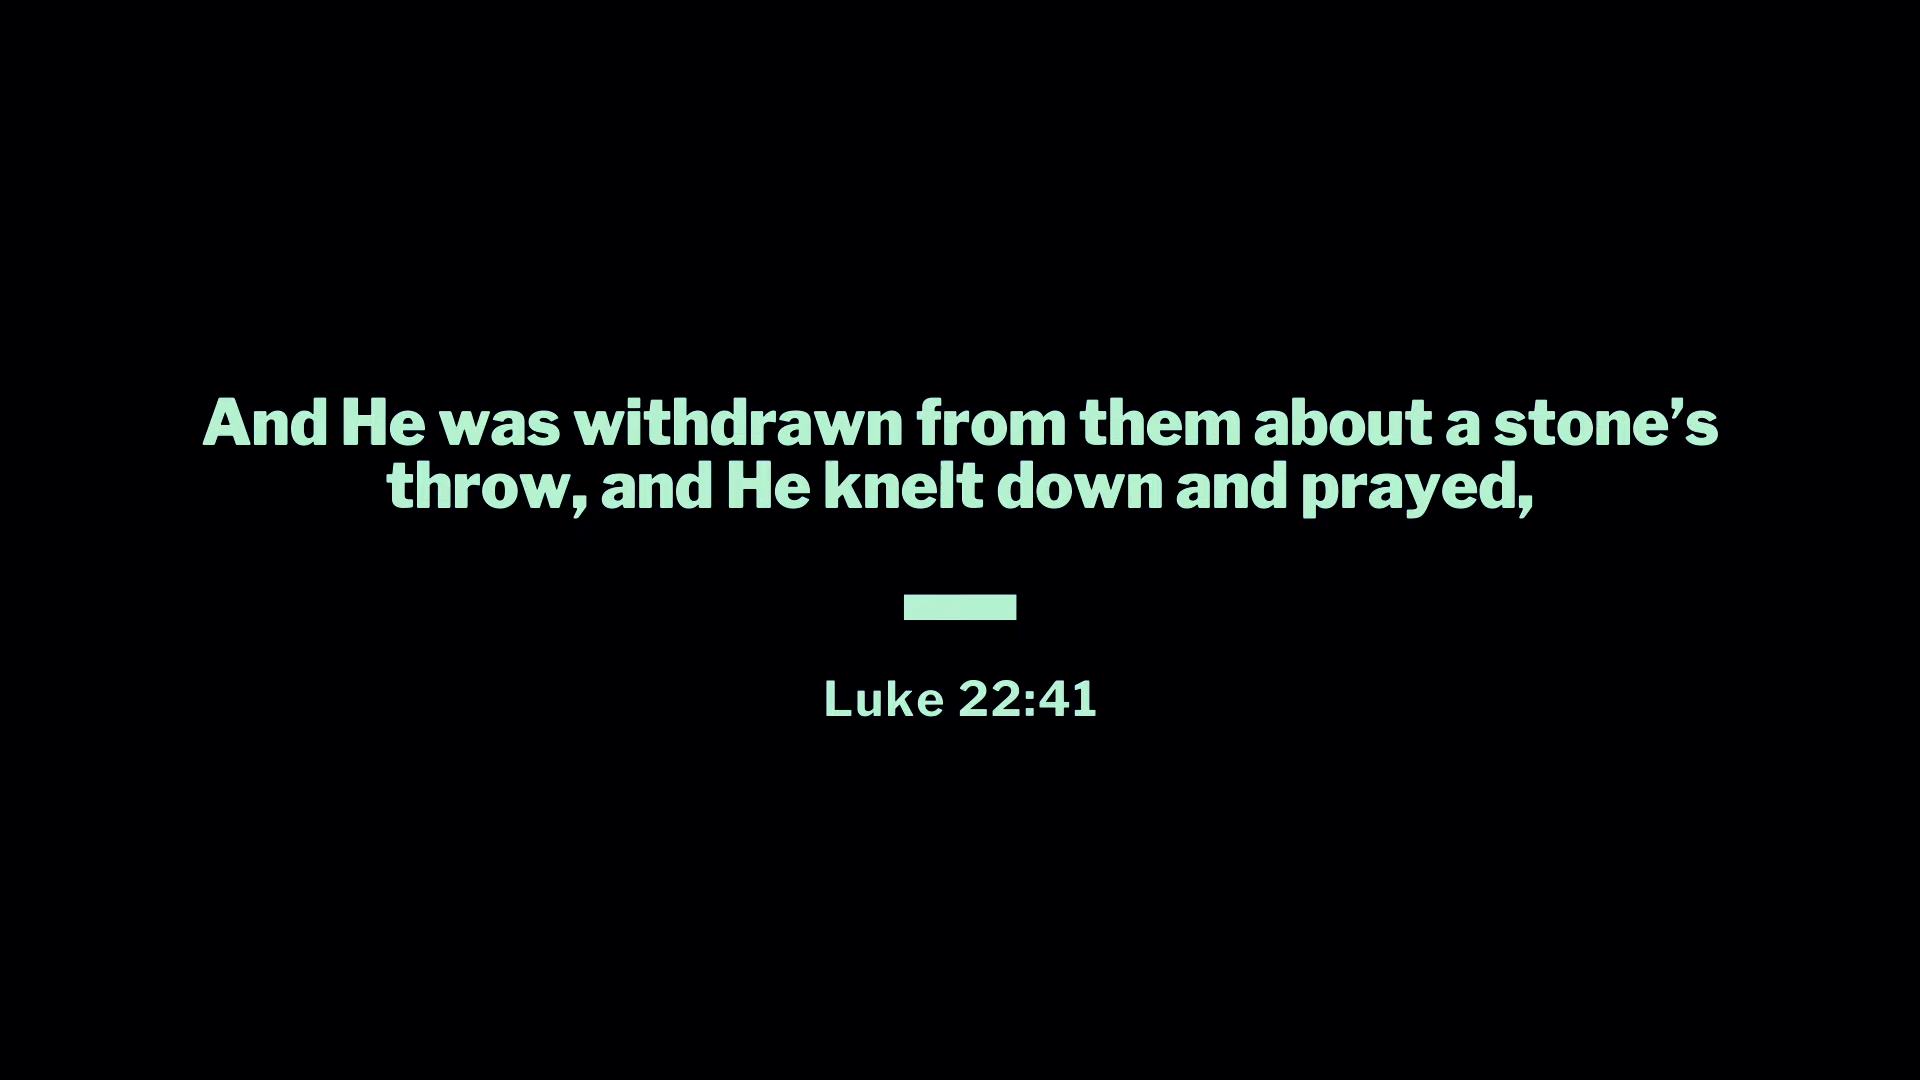 And He was withdrawn from them about a stone’s
throw, and He knelt down and prayed,
Luke 22:41